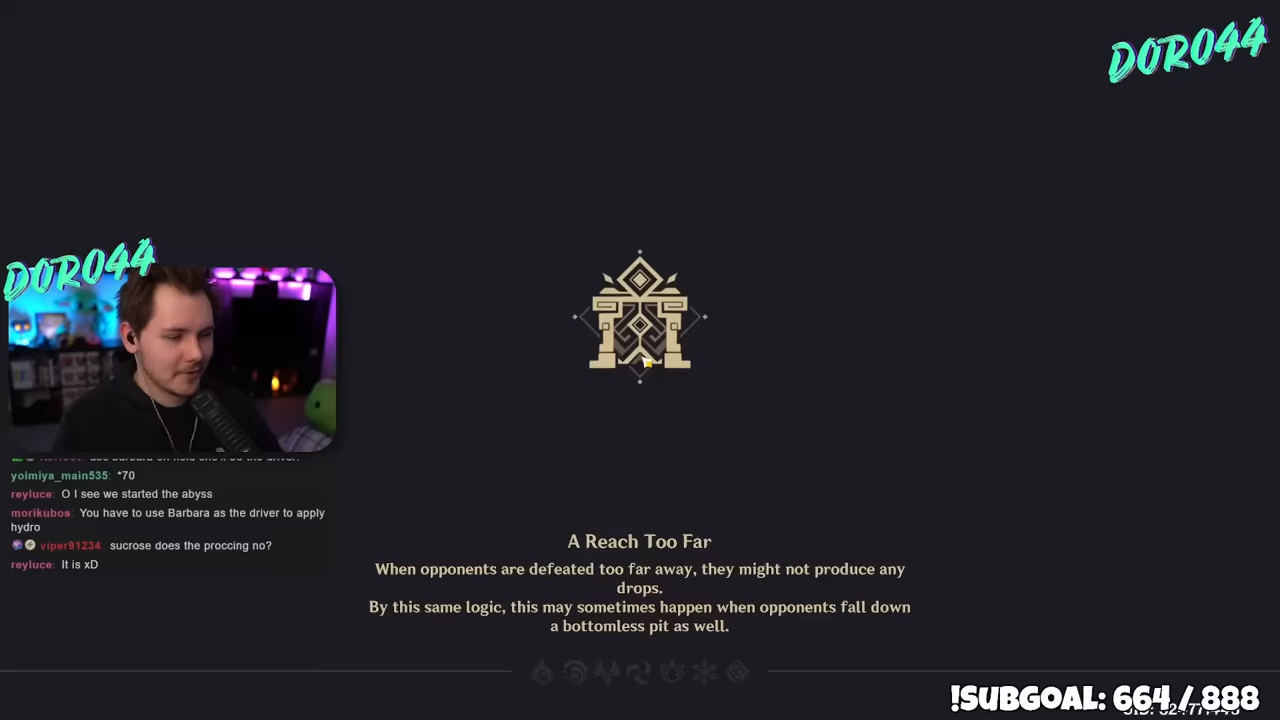 DORO44
DORO44
yoimiya_main535: *70
reyluce: O I see we started the abyss
morikubos: You have to use Barbara as the driver to apply
hydro
viper91234: sucrose does the proccing no?
reyluce: It is xD
A Reach Too Far
When opponents are defeated too far away, they might not produce any
drops.
By this same logic, this may sometimes happen when opponents fall down
a bottomless pit as well.
!SUBGOAL: 664 / 888